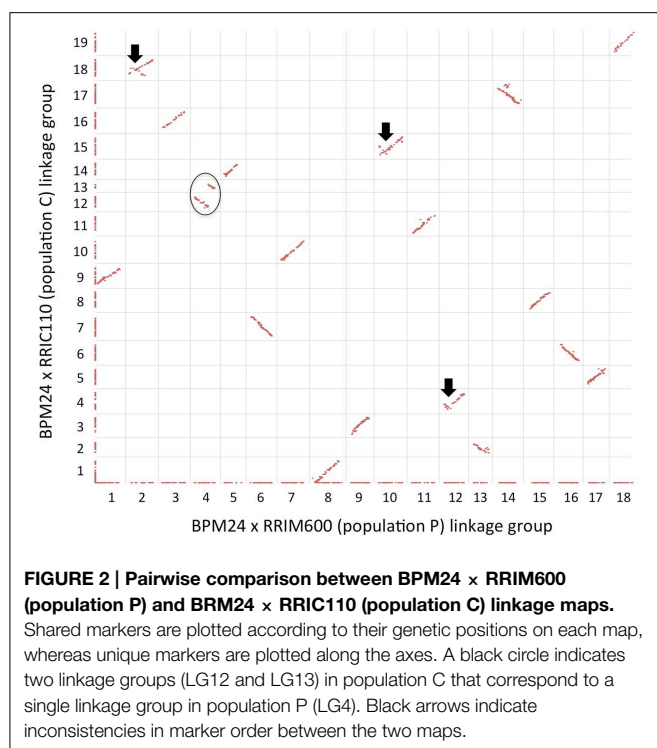 19
18
17
16
15
14
13
12
11
10
9
8
7
6
5
4
3
2
1
BPM24 x RRIC110 (population C) linkage group
1 2 3 4 5 6 7 8 9 10 11 12 13 14 15 16 17 18
BPM24 x RRIM600 (population P) linkage group
FIGURE 2 | Pairwise comparison between BPM24 × RRIM600
(population P) and BRM24 × RRIC110 (population C) linkage maps.
Shared markers are plotted according to their genetic positions on each map,
whereas unique markers are plotted along the axes. A black circle indicates
two linkage groups (LG12 and LG13) in population C that correspond to a
single linkage group in population P (LG4). Black arrows indicate
inconsistencies in marker order between the two maps.